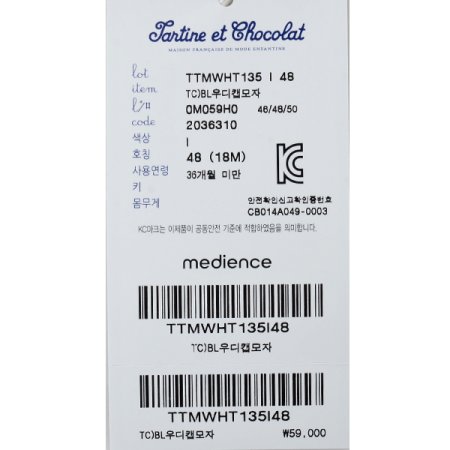 Tartine et Chocolat
MAISON FRANÇAISE DE MODE ENFANTINE
lot TTMWHT135 I 48
item TC)BL우디캡모자
l/# 0M059H0 46/48/50
code 2036310
색상 I
호칭 48 (18M)
사용연령 36개월 미만
키
몸무게
안전확인신고확인증번호
CB014A049-0003
KC마크는 이제품이 공동안전 기준에 적합하였음을 의미합니다.
medience
TTMWHT135I48
TC)BL우디캡모자
TTMWHT135I48
TC)BL우디캡모자 ₩59,000